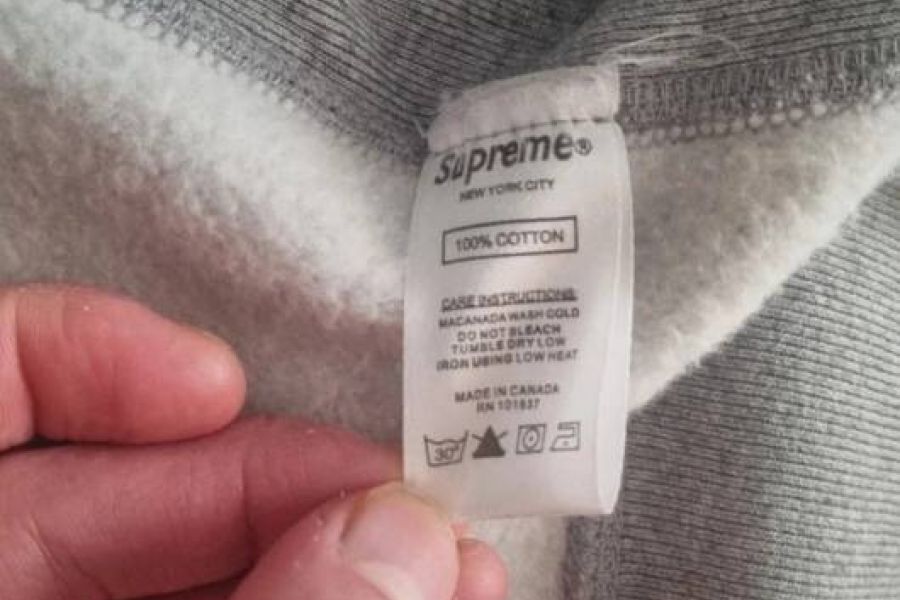 Supreme®
NEW YORK CITY
100% COTTON
CARE INSTRUCTIONS
MACANADA WASH COLD
DO NOT BLEACH
TUMBLE DRY LOW
IRON USING LOW HEAT
MADE IN CANADA
RN 101837
30°